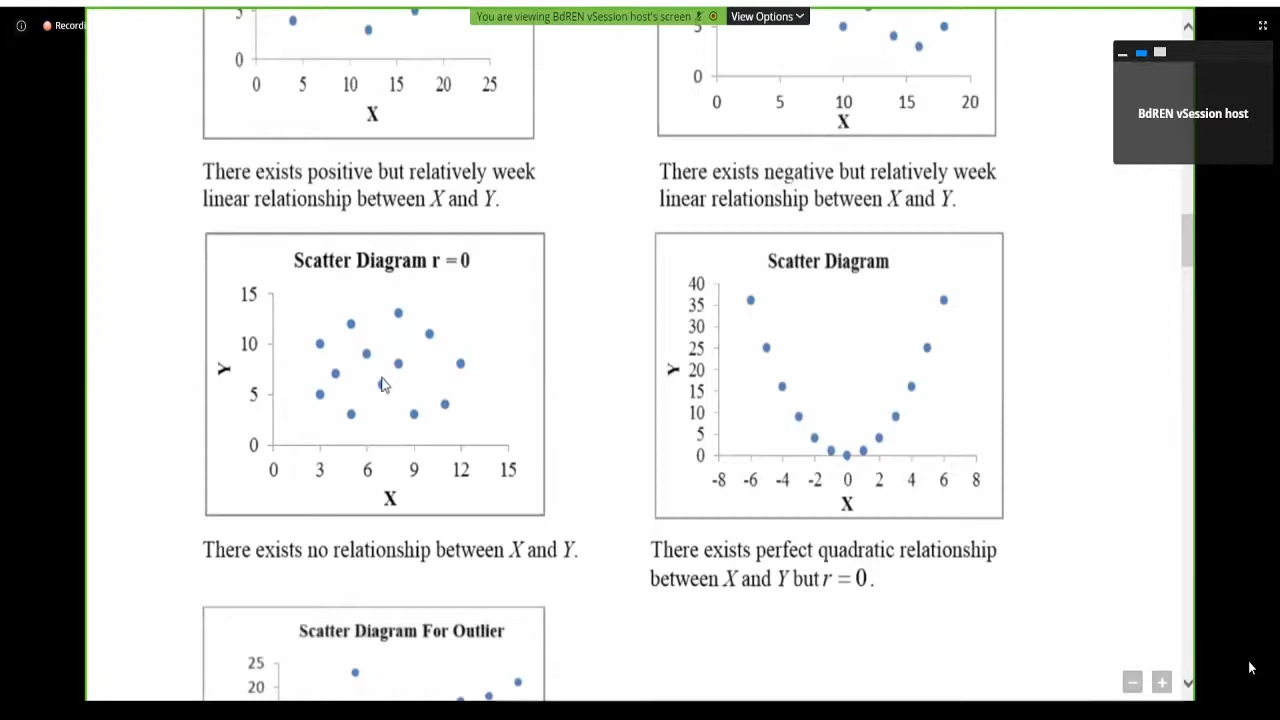 You are viewing BdREN vSession host's screen
View Options
Recordi
BdREN vSession host
5
0
0 5 10 15 20 25
X
5
0
0 5 10 15 20
X
There exists positive but relatively week
linear relationship between X and Y.
There exists negative but relatively week
linear relationship between X and Y.
Scatter Diagram r = 0
15
10
5
0
Y
0 3 6 9 12 15
X
There exists no relationship between X and Y.
Scatter Diagram
40
35
30
25
20
15
10
5
0
Y
-8 -6 -4 -2 0 2 4 6 8
X
There exists perfect quadratic relationship
between X and Y but r = 0.
Scatter Diagram For Outlier
25
20